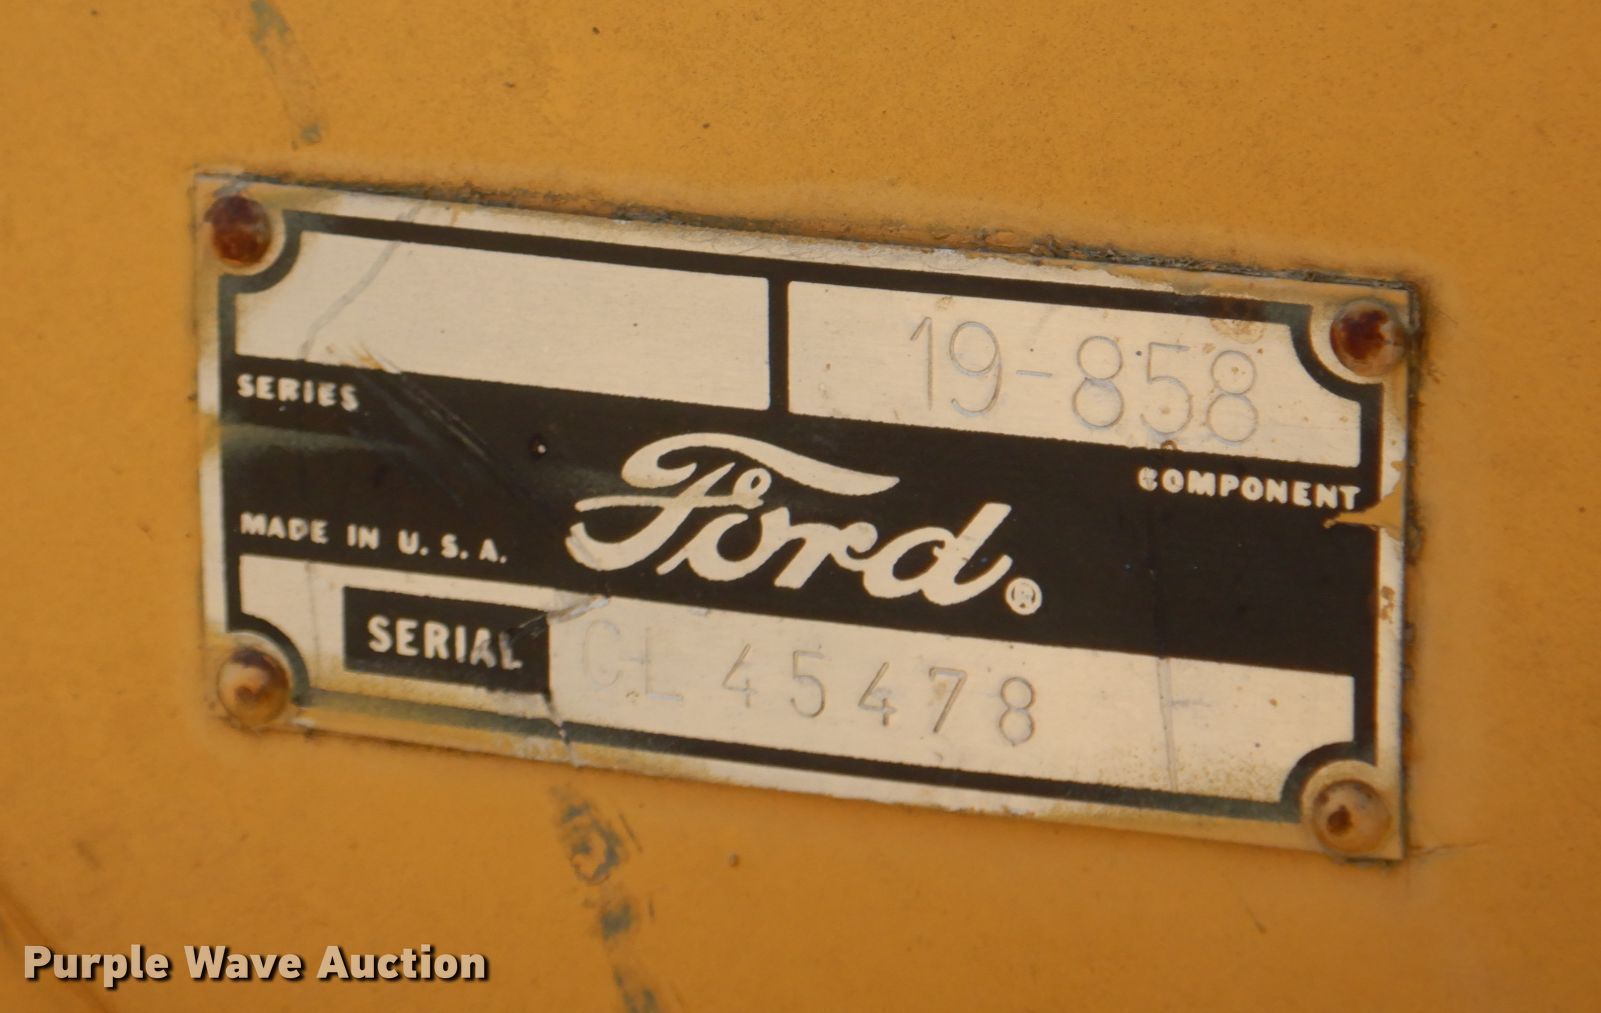 19-858
SERIES
COMPONENT
Ford®
MADE IN U.S.A.
SERIAL CL 45478
Purple Wave Auction